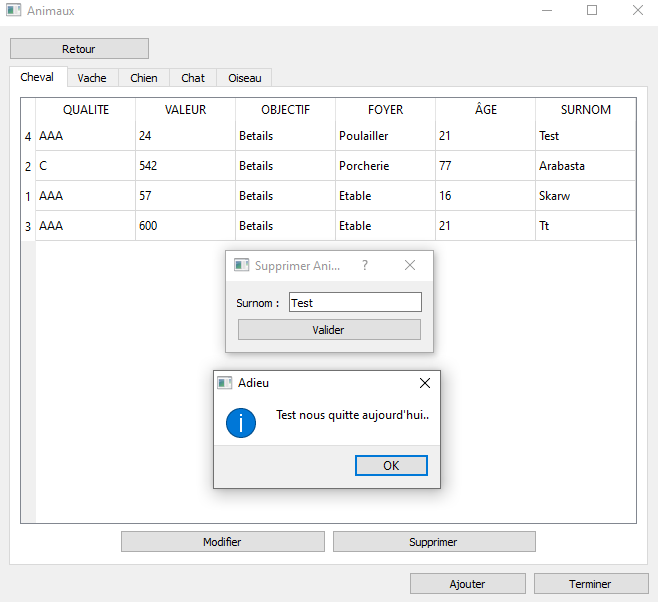 Animaux
Retour
Cheval Vache Chien Chat Oiseau
QUALITE VALEUR OBJECTIF FOYER ÂGE SURNOM
4 AAA 24 Betails Poulailler 21 Test
2 C 542 Betails Porcherie 77 Arabasta
1 AAA 57 Betails Etable 16 Skarw
3 AAA 600 Betails Etable 21 Tt
Supprimer Ani... ?
Surnom : Test
Valider
Adieu
i
Test nous quitte aujourd'hui..
OK
Modifier Supprimer
Ajouter Terminer